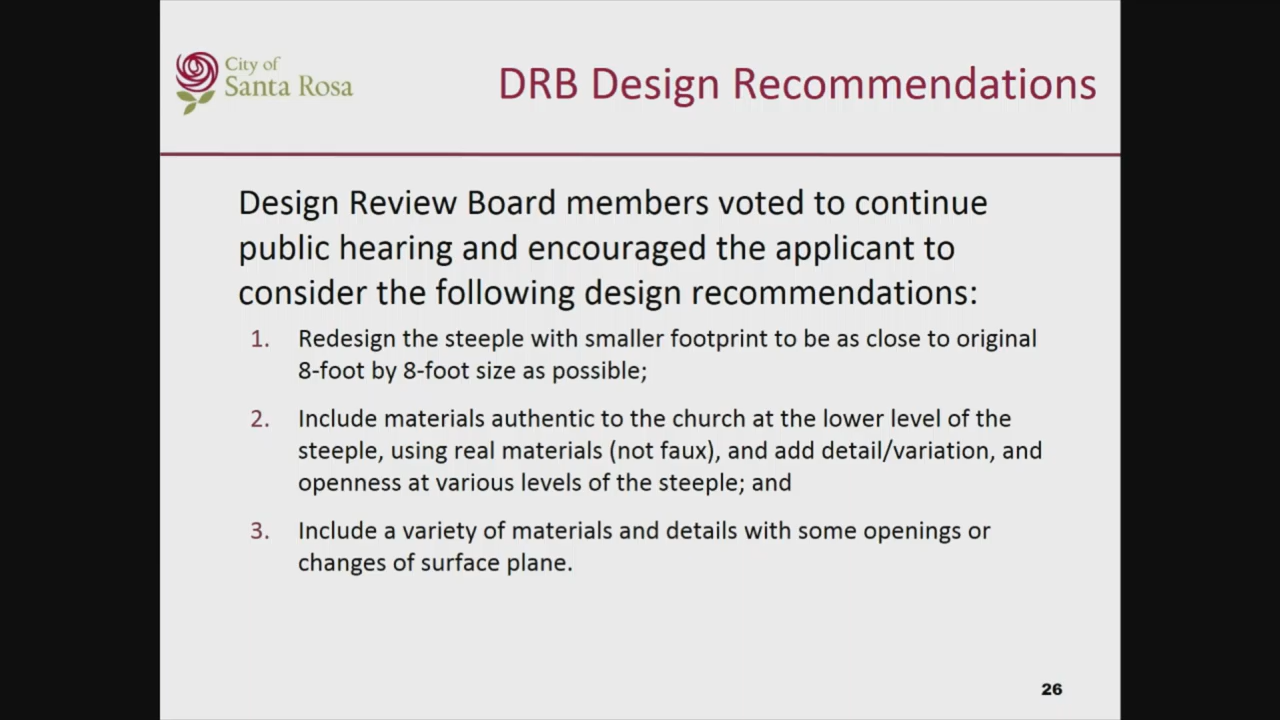 City of
Santa Rosa
DRB Design Recommendations
Design Review Board members voted to continue
public hearing and encouraged the applicant to
consider the following design recommendations:
1. Redesign the steeple with smaller footprint to be as close to original
8-foot by 8-foot size as possible;
2. Include materials authentic to the church at the lower level of the
steeple, using real materials (not faux), and add detail/variation, and
openness at various levels of the steeple; and
3. Include a variety of materials and details with some openings or
changes of surface plane.
26